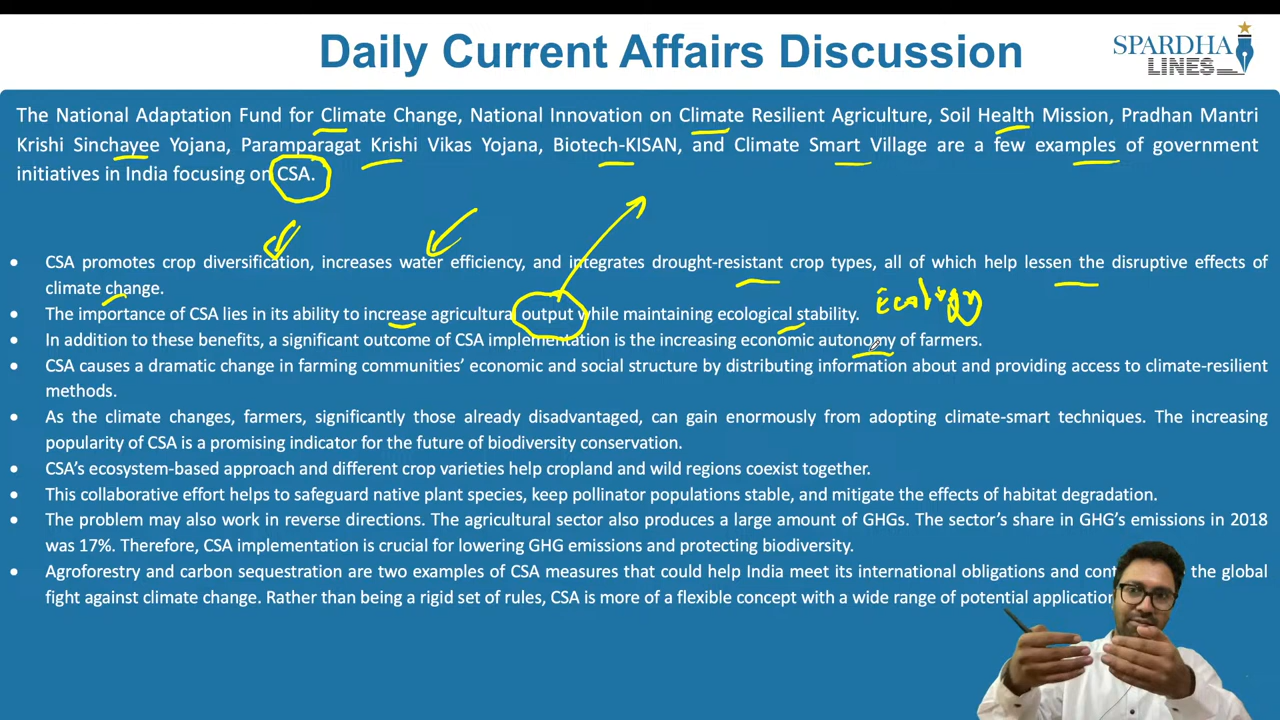 Daily Current Affairs Discussion
SPARDHA
LINES
The National Adaptation Fund for Climate Change, National Innovation on Climate Resilient Agriculture, Soil Health Mission, Pradhan Mantri
Krishi Sinchayee Yojana, Paramparagat Krishi Vikas Yojana, Biotech-KISAN, and Climate Smart Village are a few examples of government
initiatives in India focusing on CSA.
• CSA promotes crop diversification, increases water efficiency, and integrates drought-resistant crop types, all of which help lessen the disruptive effects of
climate change.
• The importance of CSA lies in its ability to increase agricultural output while maintaining ecological stability.
Ecology
• In addition to these benefits, a significant outcome of CSA implementation is the increasing economic autonomy of farmers.
• CSA causes a dramatic change in farming communities’ economic and social structure by distributing information about and providing access to climate-resilient
methods.
• As the climate changes, farmers, significantly those already disadvantaged, can gain enormously from adopting climate-smart techniques. The increasing
popularity of CSA is a promising indicator for the future of biodiversity conservation.
• CSA’s ecosystem-based approach and different crop varieties help cropland and wild regions coexist together.
• This collaborative effort helps to safeguard native plant species, keep pollinator populations stable, and mitigate the effects of habitat degradation.
• The problem may also work in reverse directions. The agricultural sector also produces a large amount of GHGs. The sector’s share in GHG’s emissions in 2018
was 17%. Therefore, CSA implementation is crucial for lowering GHG emissions and protecting biodiversity.
• Agroforestry and carbon sequestration are two examples of CSA measures that could help India meet its international obligations and the global
fight against climate change. Rather than being a rigid set of rules, CSA is more of a flexible concept with a wide range of potential